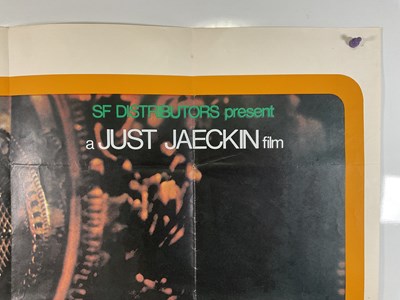 SF DISTRIBUTORS present
a JUST JAECKIN film